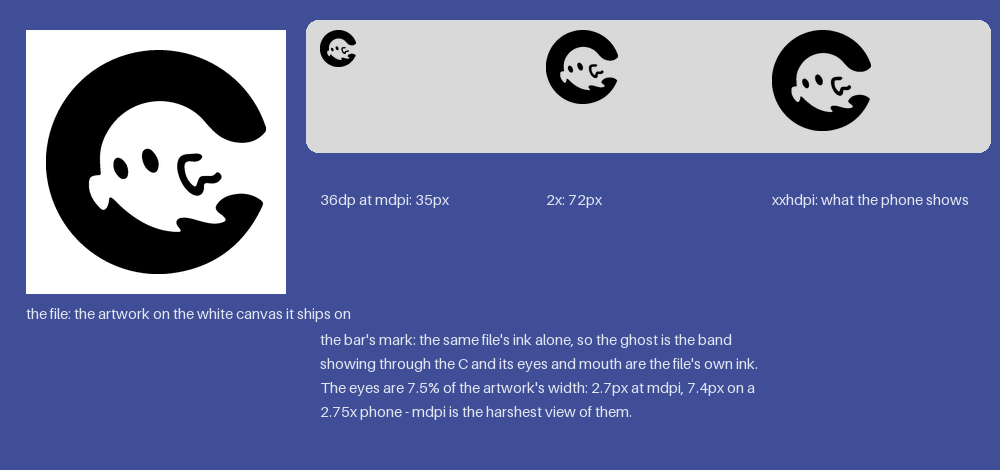 36dp at mdpi: 35px
2x: 72px
xxhdpi: what the phone shows
the file: the artwork on the white canvas it ships on
the bar's mark: the same file's ink alone, so the ghost is the band
showing through the C and its eyes and mouth are the file's own ink.
The eyes are 7.5% of the artwork's width: 2.7px at mdpi, 7.4px on a
2.75x phone - mdpi is the harshest view of them.